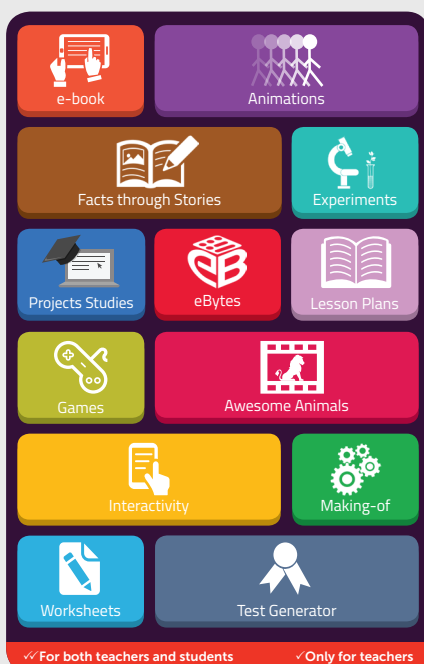 e-book
Animations
Facts through Stories
Experiments
Projects Studies
eBytes
Lesson Plans
Games
Awesome Animals
Interactivity
Making-of
Worksheets
Test Generator
✓✓For both teachers and students
✓Only for teachers